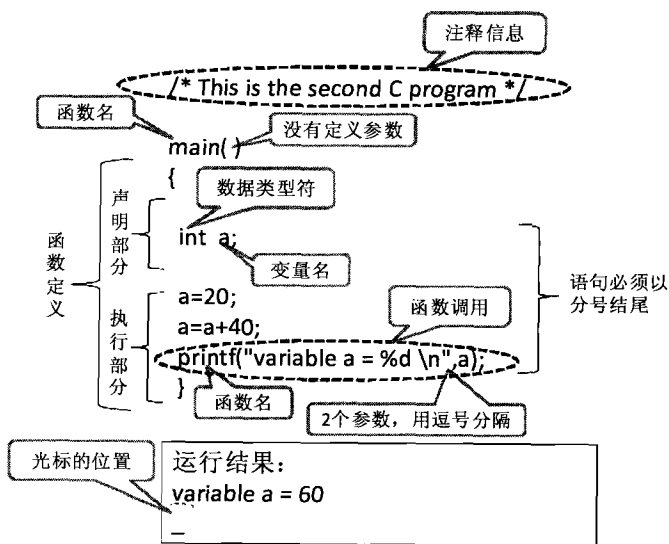 注释信息
/* This is the second C program */
函数名
没有定义参数
main( )
{
数据类型符
声明部分
int a;
变量名
函数定义
语句必须以
分号结尾
a=20;
函数调用
a=a+40;
执行部分
printf("variable a = %d \n",a);
}
函数名
2个参数，用逗号分隔
光标的位置
运行结果：
variable a = 60
_